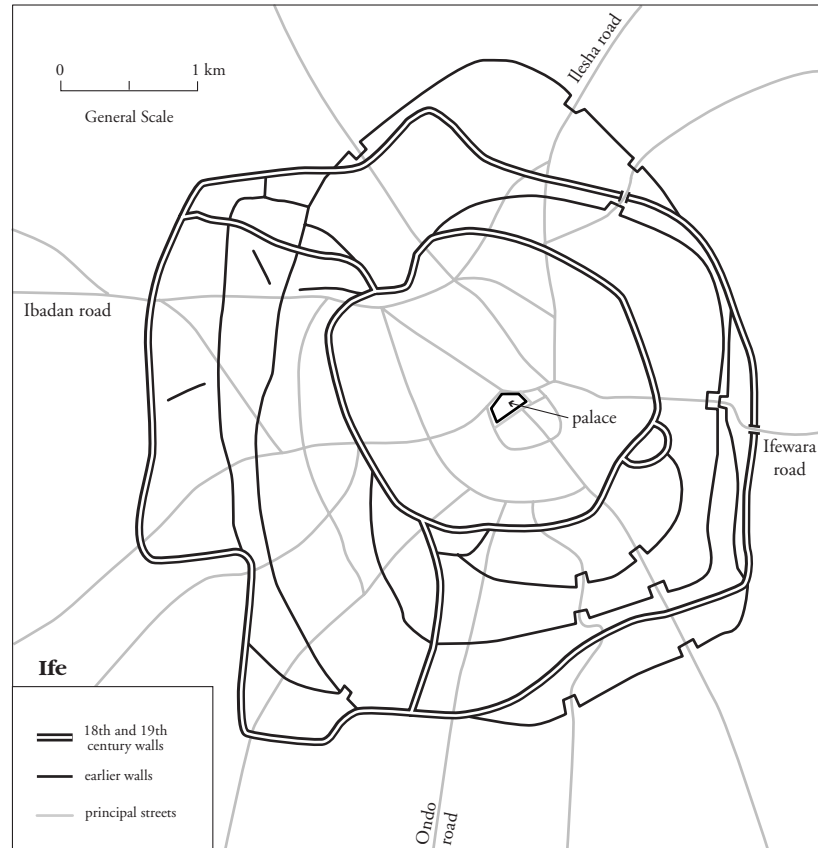 Ilesha road
0 1 km
General Scale
Ibadan road
palace
Ifewara
road
Ife
18th and 19th
century walls
earlier walls
principal streets
Ondo
road